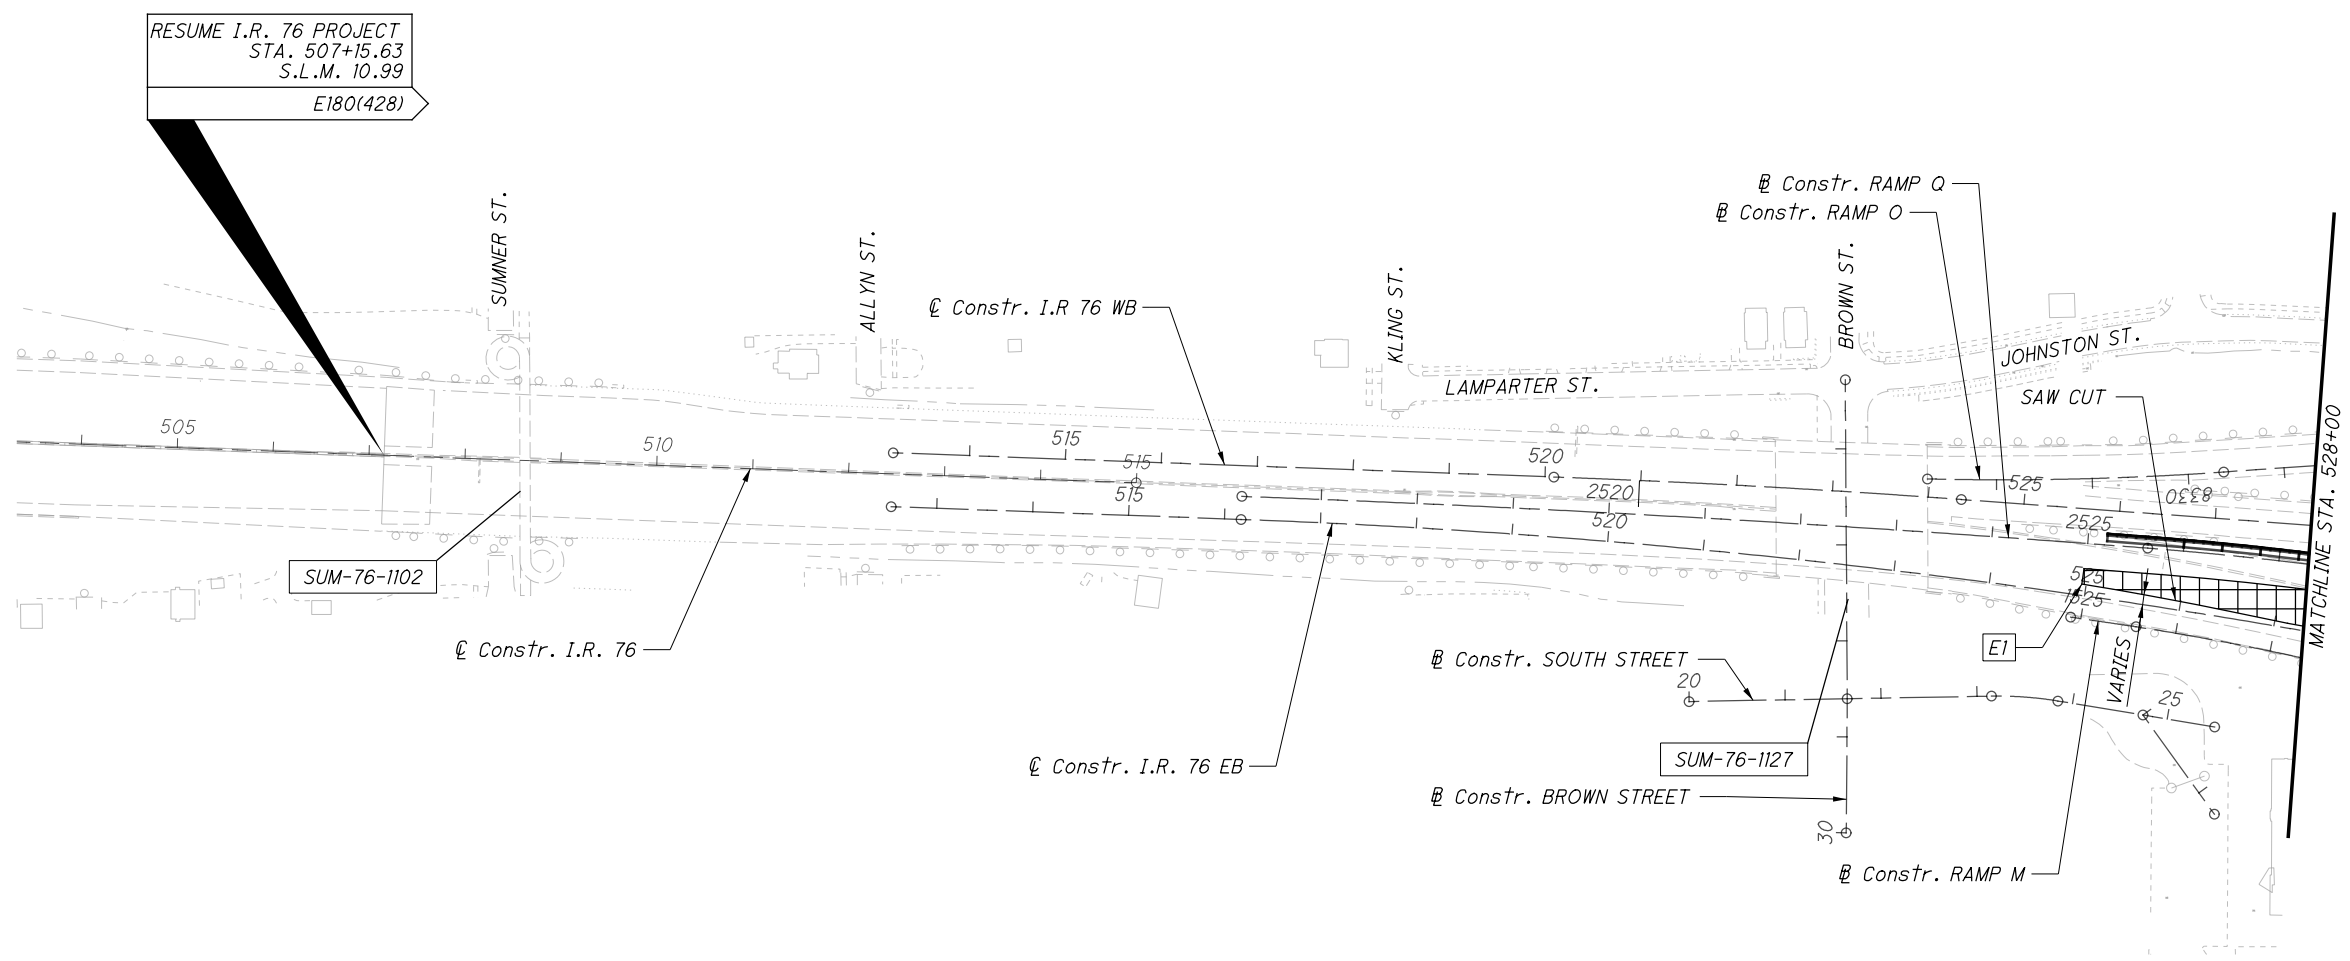 RESUME I.R. 76 PROJECT
STA. 507+15.63
S.L.M. 10.99
E180(428)
SUMNER ST.
ALLYN ST.
KLING ST.
BROWN ST.
℄ Constr. I.R 76 WB
B̵L Constr. RAMP Q
B̵L Constr. RAMP O
LAMPARTER ST.
JOHNSTON ST.
SAW CUT
MATCHLINE STA. 528+00
505
510
515
515
515
520
2520
520
525
8330
2525
525
1525
SUM-76-1102
℄ Constr. I.R. 76
℄ Constr. I.R. 76 EB
B̵L Constr. SOUTH STREET
20
25
E1
VARIES
SUM-76-1127
B̵L Constr. BROWN STREET
30
B̵L Constr. RAMP M